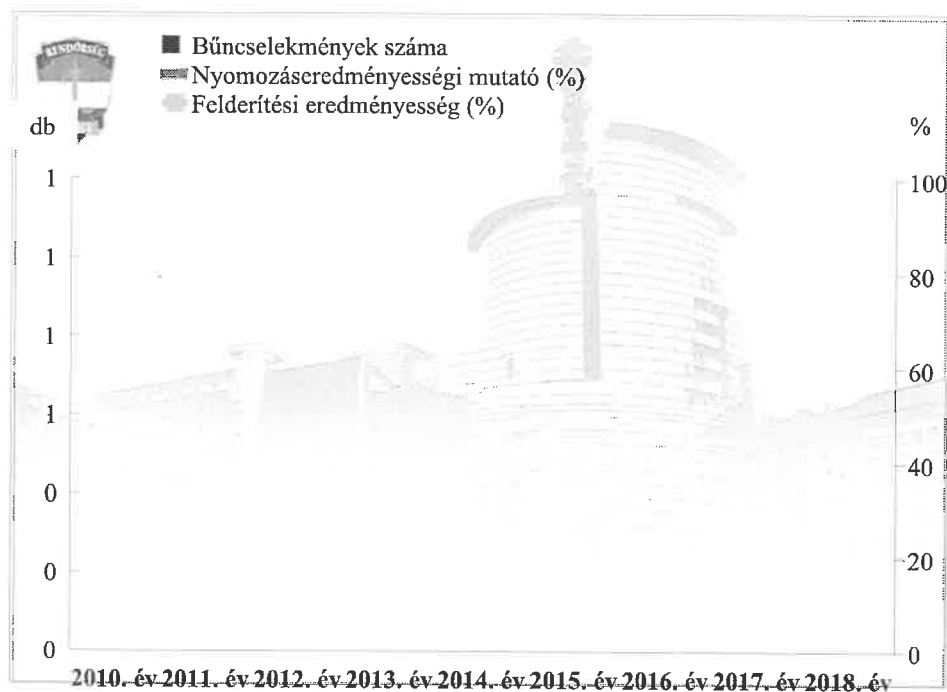 RENDŐRSÉG
■ Bűncselekmények száma
Nyomozáseredményességi mutató (%)
Felderítési eredményesség (%)
db
%
1
100
1
80
1
60
1
40
0
20
0
0
0
2010. év 2011. év 2012. év 2013. év 2014. év 2015. év 2016. év 2017. év 2018. év